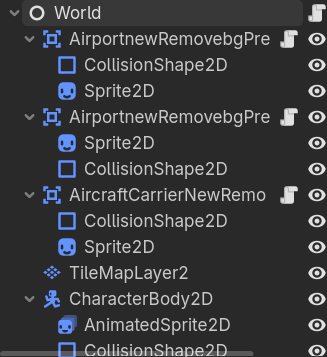 World
AirportnewRemovebgPre
CollisionShape2D
Sprite2D
AirportnewRemovebgPre
Sprite2D
CollisionShape2D
AircraftCarrierNewRemo
CollisionShape2D
Sprite2D
TileMapLayer2
CharacterBody2D
AnimatedSprite2D
CollisionShape2D